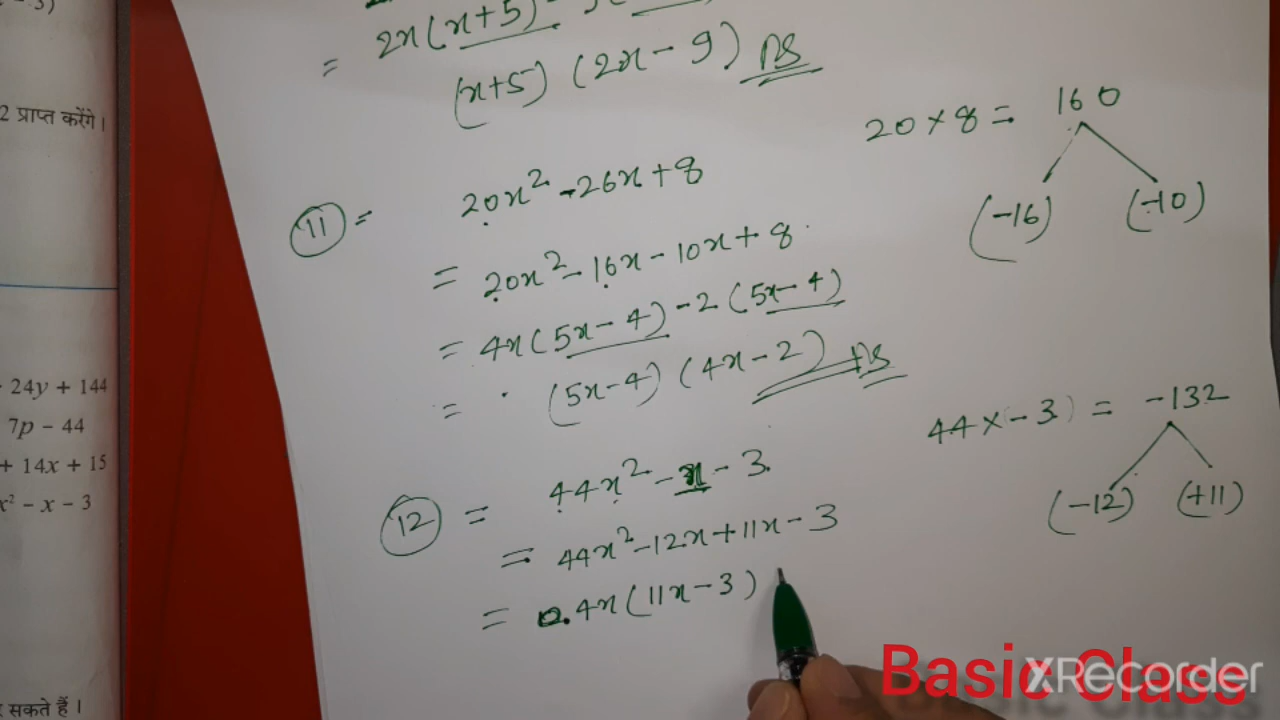 - 3)
2 प्राप्त करेंगे।
24y + 144
7p - 44
+ 14x + 15
x² - x - 3
सकते हैं।
2x(x+5)
= (x+5) (2x-9) Ans
20 × 8 = 160
(-16) (-10)
11 = 20x² - 26x + 8
= 20x² - 16x - 10x + 8
= 4x(5x-4) - 2(5x-4)
= (5x-4) (4x-2) Ans
44 × (-3) = -132
(-12) (+11)
12 = 44x² - x - 3
= 44x² - 12x + 11x - 3
= 4x(11x-3)
Basic Class
XRecorder